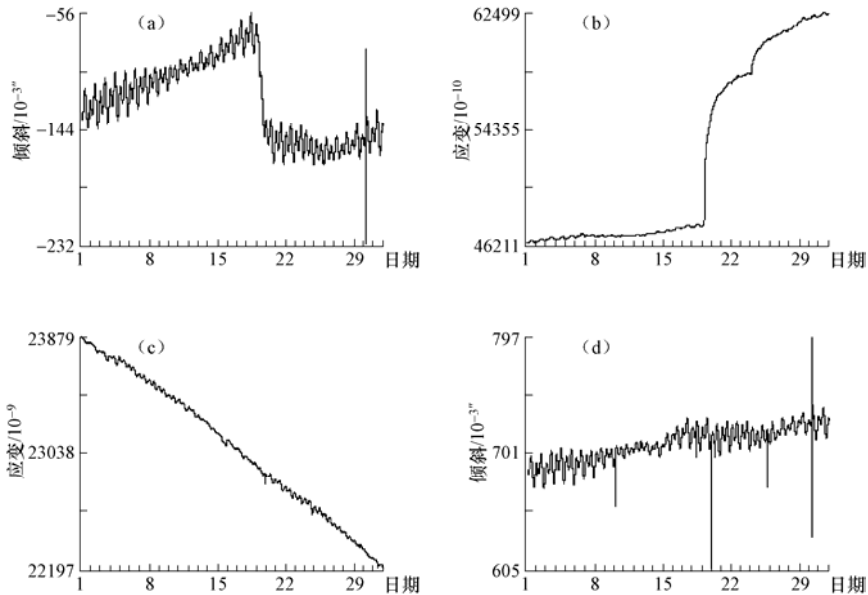 (a)
-56
-144
-232
倾斜/10⁻³″
1 8 15 22 29 日期
(b)
62499
54355
46211
应变/10⁻¹⁰
1 8 15 22 29 日期
(c)
23879
23038
22197
应变/10⁻⁹
1 8 15 22 29 日期
(d)
797
701
605
倾斜/10⁻³″
1 8 15 22 29 日期